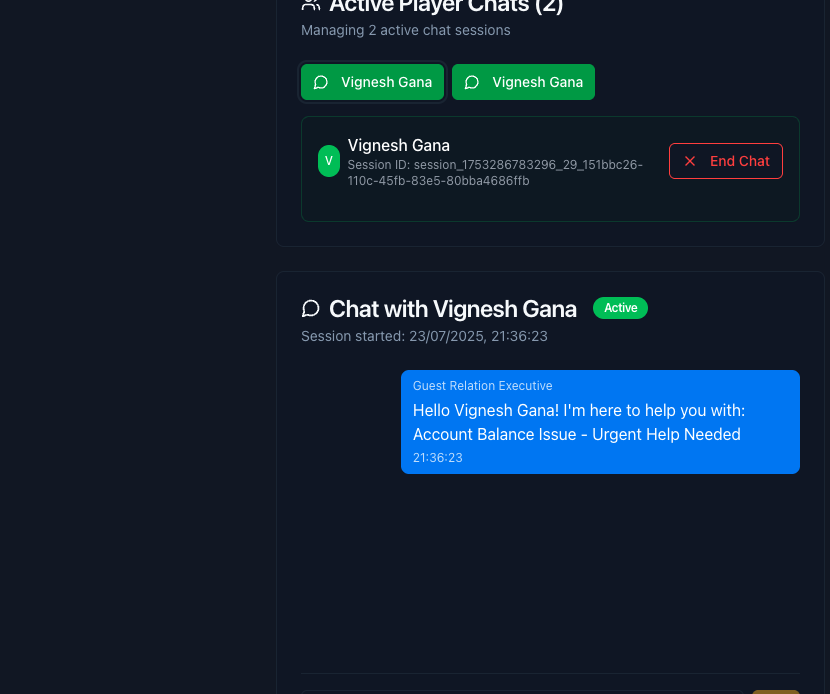 Active Player Chats (2)
Managing 2 active chat sessions
Vignesh Gana
Vignesh Gana
V
Vignesh Gana
Session ID: session_1753286783296_29_151bbc26-
110c-45fb-83e5-80bba4686ffb
End Chat
Chat with Vignesh Gana
Active
Session started: 23/07/2025, 21:36:23
Guest Relation Executive
Hello Vignesh Gana! I'm here to help you with:
Account Balance Issue - Urgent Help Needed
21:36:23